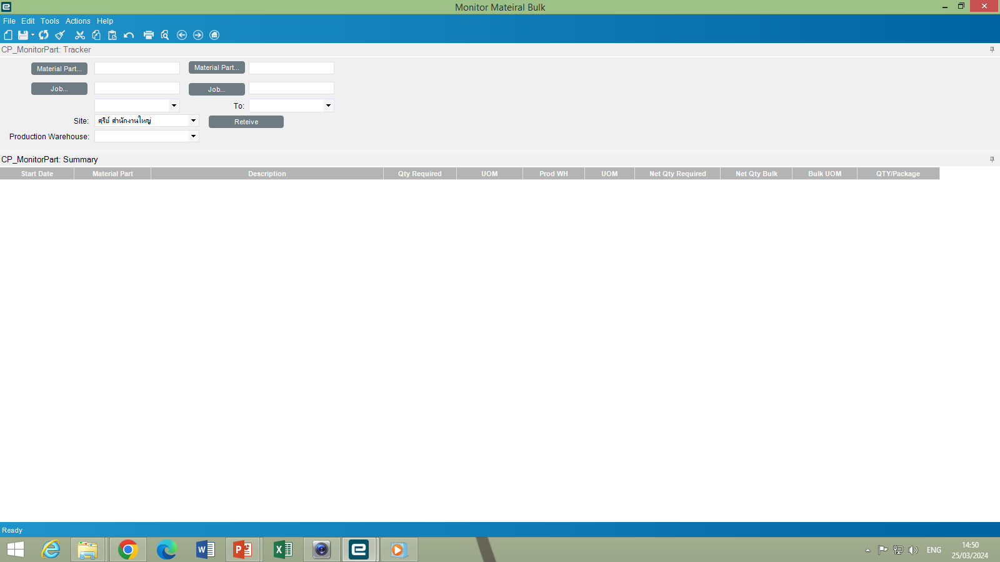 Monitor Mateiral Bulk
File Edit Tools Actions Help
CP_MonitorPart: Tracker
Material Part... Material Part...
Job... Job...
To:
Site: สุริย์ สำนักงานใหญ่ Reteive
Production Warehouse:
CP_MonitorPart: Summary
Start Date Material Part Description Qty Required UOM Prod WH UOM Net Qty Required Net Qty Bulk Bulk UOM QTY/Package
Ready
ENG 14:50
25/03/2024